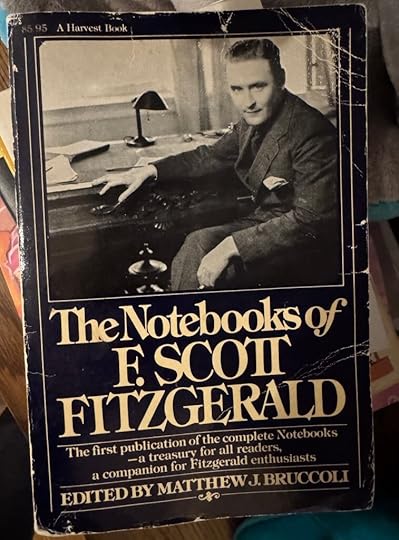 $5.95 A Harvest Book
The Notebooks of
F. SCOTT
FITZGERALD
The first publication of the complete Notebooks
—a treasury for all readers,
a companion for Fitzgerald enthusiasts
EDITED BY MATTHEW J. BRUCCOLI